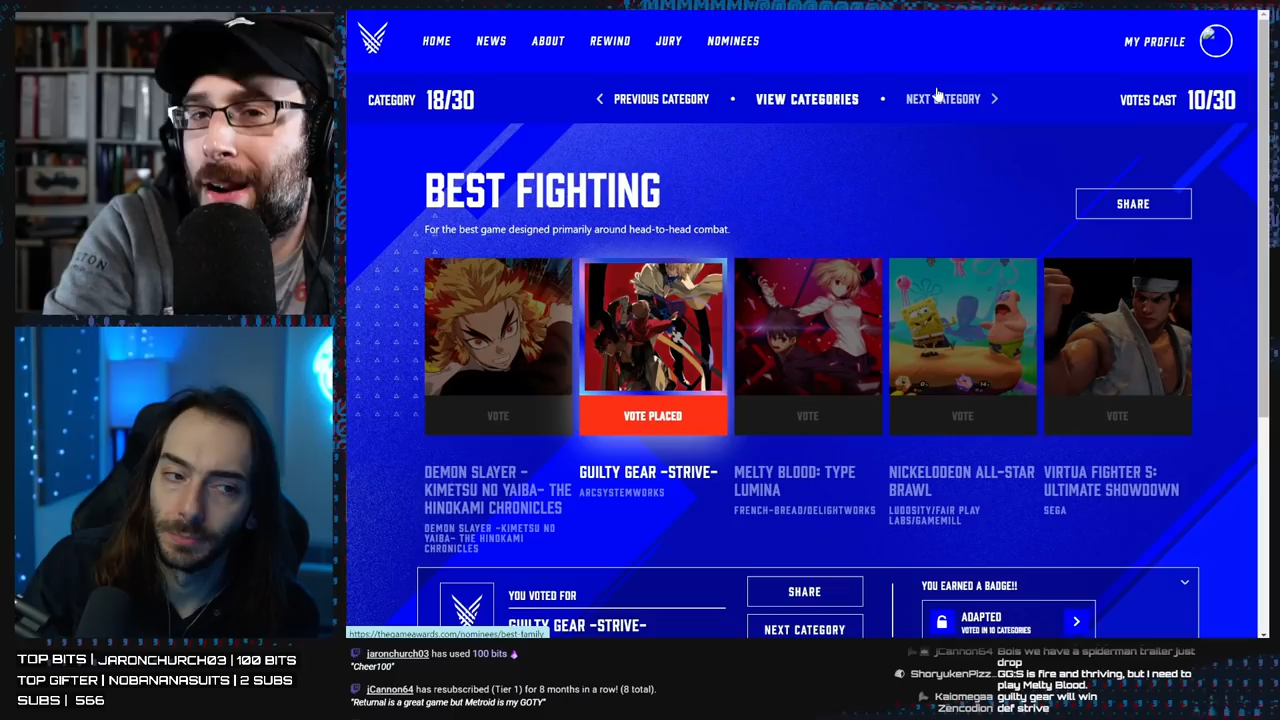 HOME NEWS ABOUT REWIND JURY NOMINEES MY PROFILE
CATEGORY 18/30 PREVIOUS CATEGORY • VIEW CATEGORIES • NEXT CATEGORY VOTES CAST 10/30
BEST FIGHTING
SHARE
For the best game designed primarily around head-to-head combat.
VOTE
VOTE PLACED
VOTE
VOTE
VOTE
DEMON SLAYER -
KIMETSU NO YAIBA- THE
HINOKAMI CHRONICLES
DEMON SLAYER -KIMETSU NO
YAIBA- THE HINOKAMI
CHRONICLES
GUILTY GEAR -STRIVE-
ARCSYSTEMWORKS
MELTY BLOOD: TYPE
LUMINA
FRENCH-BREAD/DELIGHTWORKS
NICKELODEON ALL-STAR
BRAWL
LUDOSITY/FAIR PLAY
LABS/GAMEMILL
VIRTUA FIGHTER 5:
ULTIMATE SHOWDOWN
SEGA
YOU VOTED FOR
GUILTY GEAR -STRIVE-
SHARE
NEXT CATEGORY
YOU EARNED A BADGE!!
ADAPTED
VOTED IN 10 CATEGORIES
https://thegameawards.com/nominees/best-family
TOP BITS | JARONCHURCH03 | 100 BITS
TOP GIFTER | NOBANANASUITS | 2 SUBS
SUBS | 566
jaronchurch03 has used 100 bits
"Cheer100"
jCannon64 has resubscribed (Tier 1) for 8 months in a row! (8 total).
"Returnal is a great game but Metroid is my GOTY"
jCannon64 Bois we have a spiderman trailer just
drop
ShoryukenPizz... GG:S is fire and thriving, but I need to
play Melty Blood.
Kalomegaa guilty gear will win
Zencodion def strive